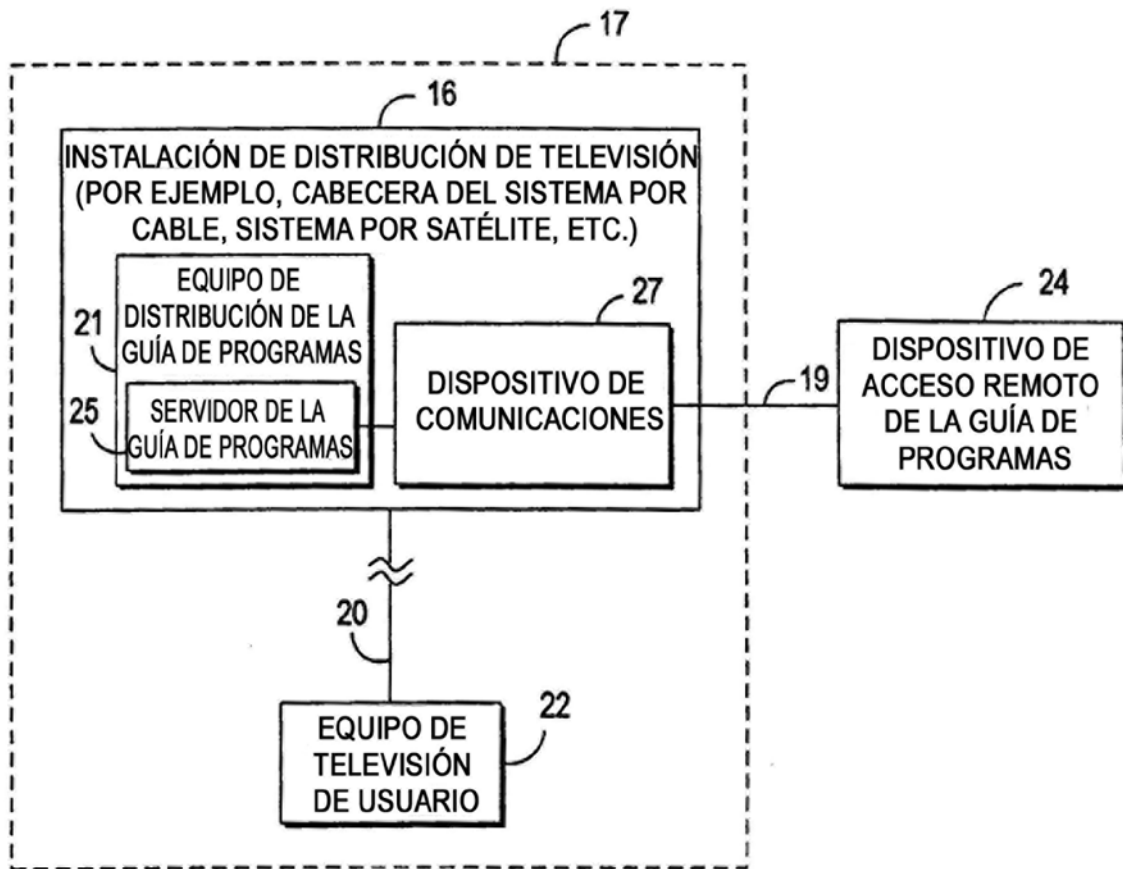 17
16
INSTALACIÓN DE DISTRIBUCIÓN DE TELEVISIÓN
(POR EJEMPLO, CABECERA DEL SISTEMA POR
CABLE, SISTEMA POR SATÉLITE, ETC.)
EQUIPO DE
DISTRIBUCIÓN DE LA
GUÍA DE PROGRAMAS
21
25
SERVIDOR DE LA
GUÍA DE PROGRAMAS
27
DISPOSITIVO DE
COMUNICACIONES
19
24
DISPOSITIVO DE
ACCESO REMOTO
DE LA GUÍA DE
PROGRAMAS
20
22
EQUIPO DE
TELEVISIÓN
DE USUARIO